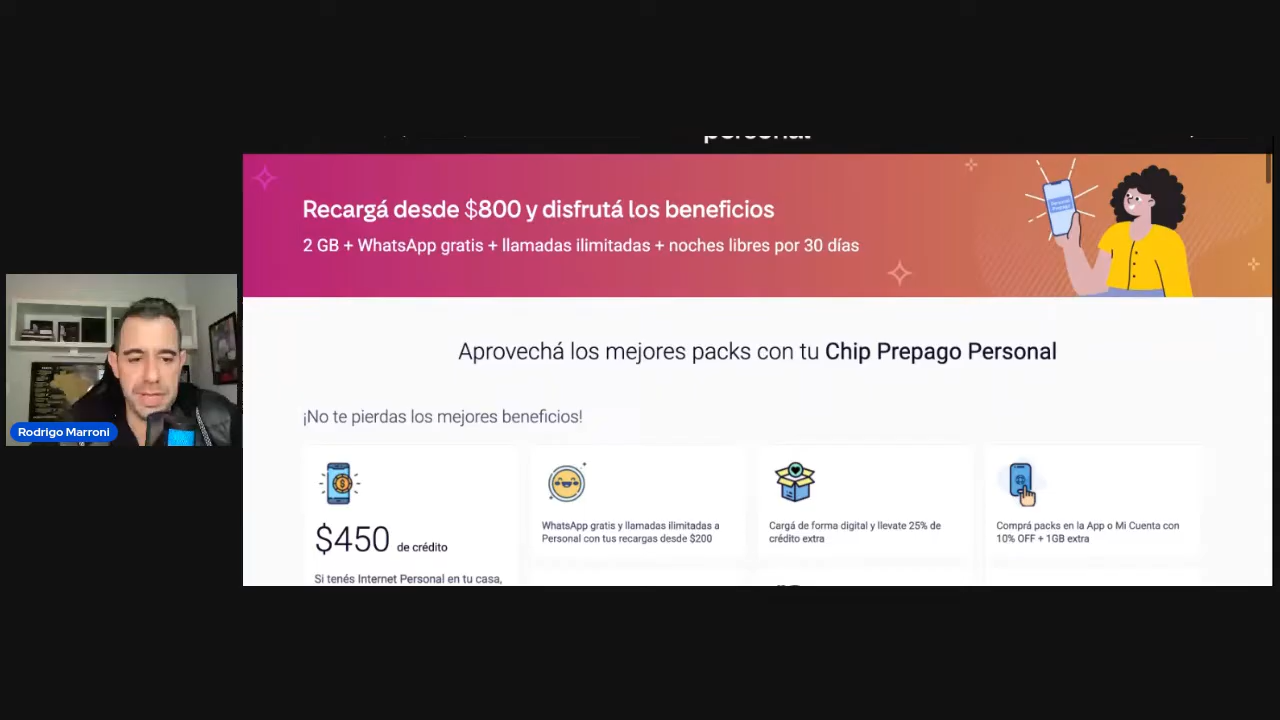 personal
Recargá desde $800 y disfrutá los beneficios
2 GB + WhatsApp gratis + llamadas ilimitadas + noches libres por 30 días
Aprovechá los mejores packs con tu Chip Prepago Personal
¡No te pierdas los mejores beneficios!
$450 de crédito
Si tenés Internet Personal en tu casa,
WhatsApp gratis y llamadas ilimitadas a
Personal con tus recargas desde $200
Cargá de forma digital y llevate 25% de
crédito extra
Comprá packs en la App o Mi Cuenta con
10% OFF + 1GB extra
Rodrigo Marroni